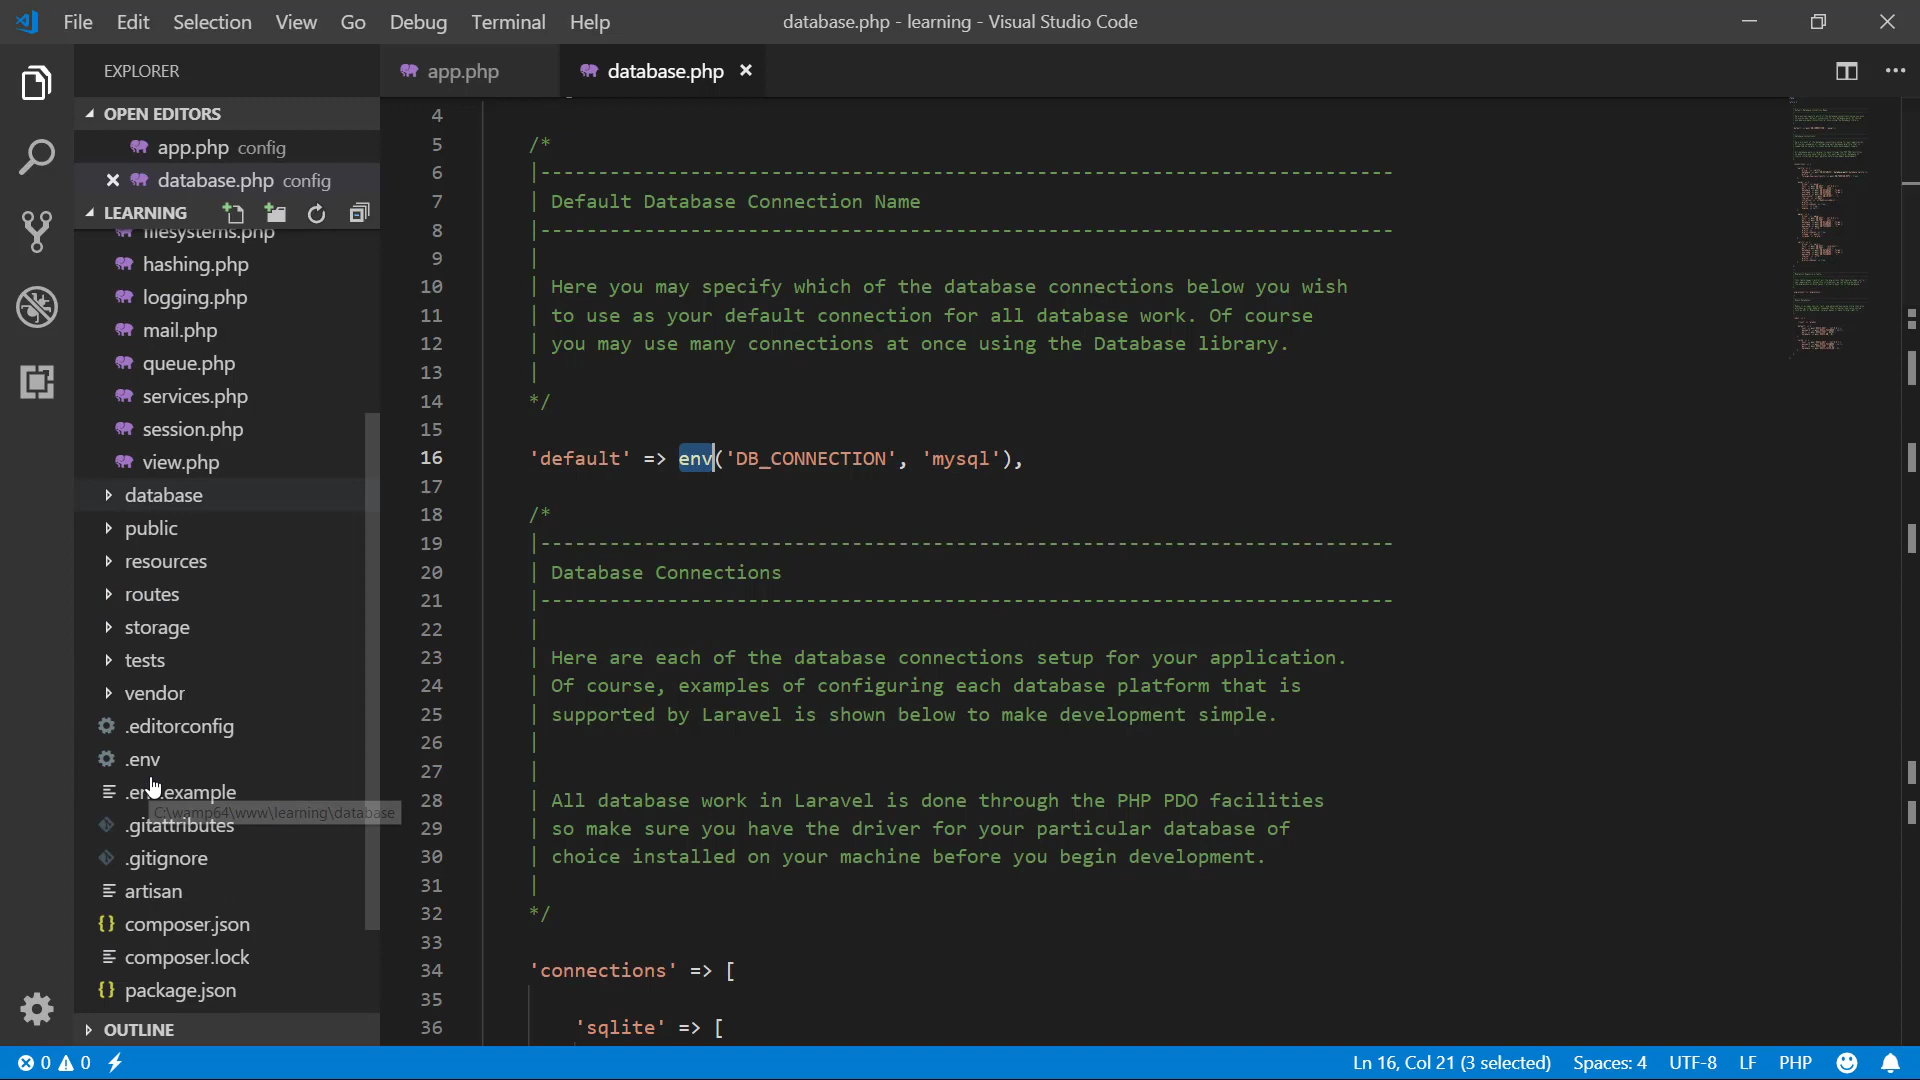 File Edit Selection View Go Debug Terminal Help
database.php - learning - Visual Studio Code
EXPLORER
app.php
database.php
OPEN EDITORS
app.php config
database.php config
LEARNING
filesystems.php
hashing.php
logging.php
mail.php
queue.php
services.php
session.php
view.php
database
public
resources
routes
storage
tests
vendor
.editorconfig
.env
.env.example
C:\wamp64\www\learning\database
.gitattributes
.gitignore
artisan
composer.json
composer.lock
package.json
OUTLINE
4
5 /*
6 |--------------------------------------------------------------------------
7 | Default Database Connection Name
8 |--------------------------------------------------------------------------
9 |
10 | Here you may specify which of the database connections below you wish
11 | to use as your default connection for all database work. Of course
12 | you may use many connections at once using the Database library.
13 |
14 */
15
16 'default' => env('DB_CONNECTION', 'mysql'),
17
18 /*
19 |--------------------------------------------------------------------------
20 | Database Connections
21 |--------------------------------------------------------------------------
22 |
23 | Here are each of the database connections setup for your application.
24 | Of course, examples of configuring each database platform that is
25 | supported by Laravel is shown below to make development simple.
26 |
27 |
28 | All database work in Laravel is done through the PHP PDO facilities
29 | so make sure you have the driver for your particular database of
30 | choice installed on your machine before you begin development.
31 |
32 */
33
34 'connections' => [
35
36 'sqlite' => [
0 0
Ln 16, Col 21 (3 selected) Spaces: 4 UTF-8 LF PHP